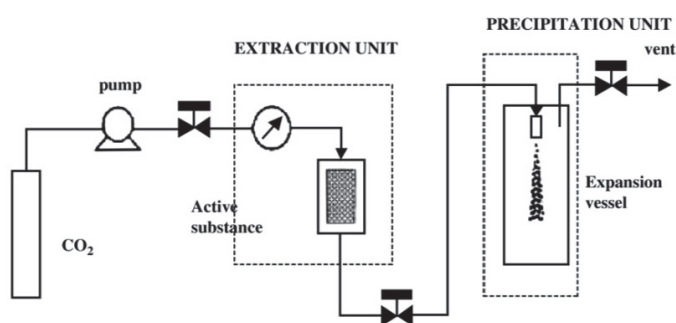 PRECIPITATION UNIT
vent
EXTRACTION UNIT
pump
Active
substance
CO₂
Expansion
vessel